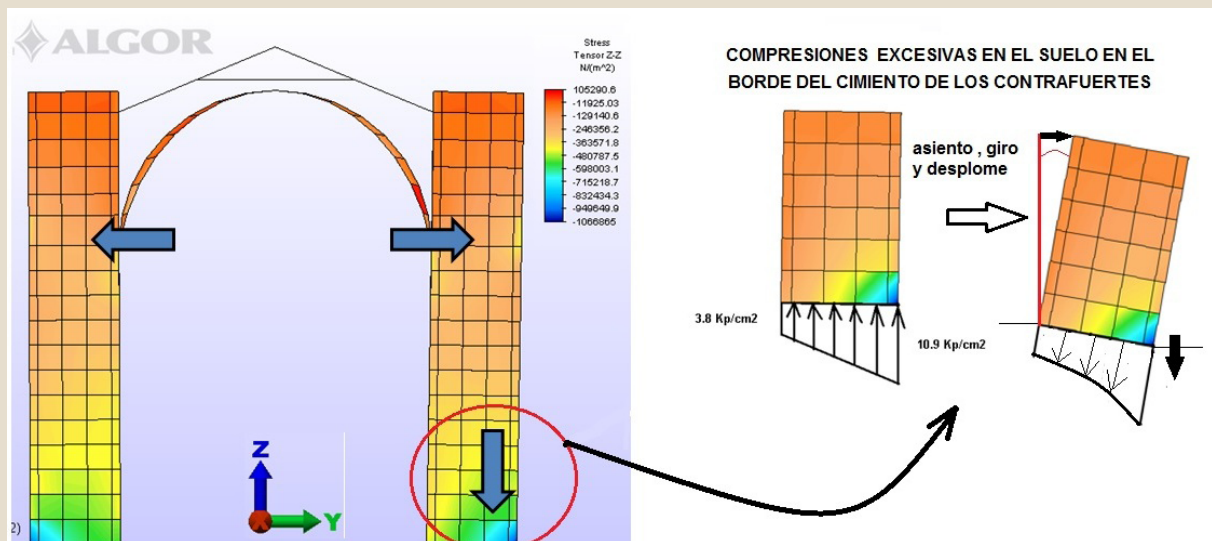 ALGOR
Stress
Tensor Z-Z
N/(m^2)
105290.6
-11925.03
-129140.6
-246356.2
-363571.8
-480787.5
-598003.1
-715218.7
-832434.3
-949649.9
-1066865
Z
X
Y
2)
COMPRESIONES EXCESIVAS EN EL SUELO EN EL
BORDE DEL CIMIENTO DE LOS CONTRAFUERTES
asiento , giro
y desplome
3.8 Kp/cm2
10.9 Kp/cm2